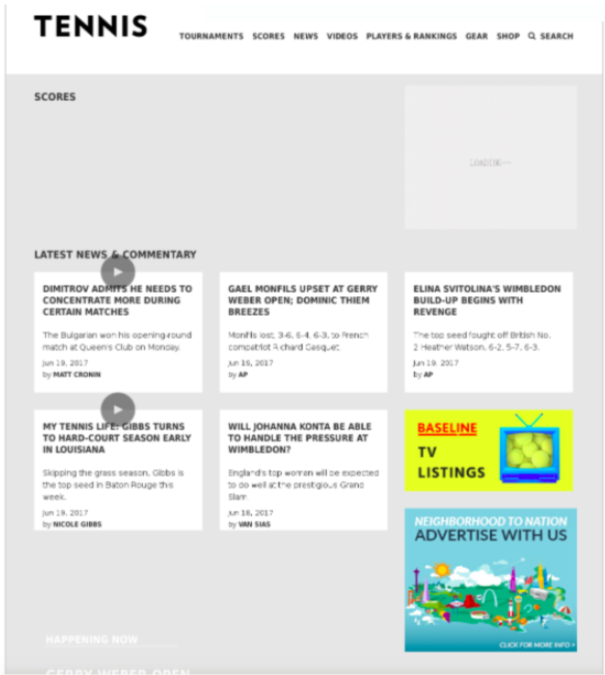 TENNIS
TOURNAMENTS SCORES NEWS VIDEOS PLAYERS & RANKINGS GEAR SHOP SEARCH
SCORES
LATEST NEWS & COMMENTARY
DIMITROV ADMITS HE NEEDS TO
CONCENTRATE MORE DURING
CERTAIN MATCHES
The Bulgarian won his opening-round
match at Queen's Club on Monday.
Jun 19, 2017
by MATT CRONIN
GAEL MONFILS UPSET AT GERRY
WEBER OPEN; DOMINIC THIEM
BREEZES
Monfils lost, 3-6, 6-4, 6-3, to French
compatriot Richard Gasquet.
Jun 19, 2017
by AP
ELINA SVITOLINA'S WIMBLEDON
BUILD-UP BEGINS WITH
REVENGE
The top seed fought off British No.
2 Heather Watson, 6-2, 5-7, 6-3.
Jun 19, 2017
by AP
MY TENNIS LIFE: GIBBS TURNS
TO HARD-COURT SEASON EARLY
IN LOUISIANA
Skipping the grass season, Gibbs is
the top seed in Baton Rouge this
week.
Jun 19, 2017
by NICOLE GIBBS
WILL JOHANNA KONTA BE ABLE
TO HANDLE THE PRESSURE AT
WIMBLEDON?
England's top woman will be expected
to do well at the prestigious Grand
Slam.
Jun 18, 2017
by VAN SIAS
BASELINE
TV
LISTINGS
NEIGHBORHOOD TO NATION
ADVERTISE WITH US
CLICK FOR MORE INFO >
HAPPENING NOW
GERRY WEBER OPEN